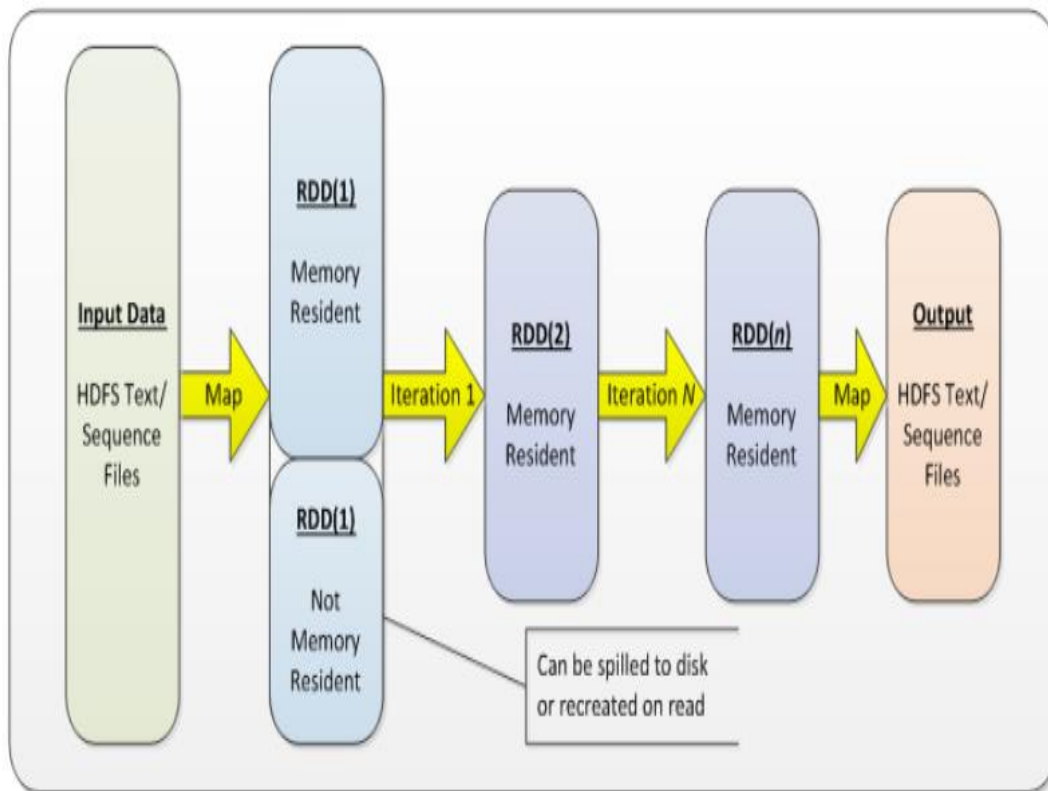 Input Data
HDFS Text/
Sequence
Files
Map
RDD(1)
Memory
Resident
RDD(1)
Not
Memory
Resident
Iteration 1
RDD(2)
Memory
Resident
Iteration N
RDD(n)
Memory
Resident
Map
Output
HDFS Text/
Sequence
Files
Can be spilled to disk
or recreated on read